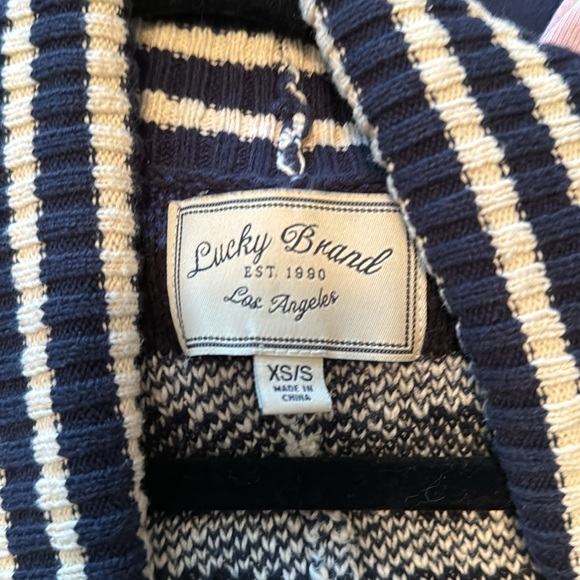 Lucky Brand
EST. 1990
Los Angeles
XS/S
MADE IN
CHINA